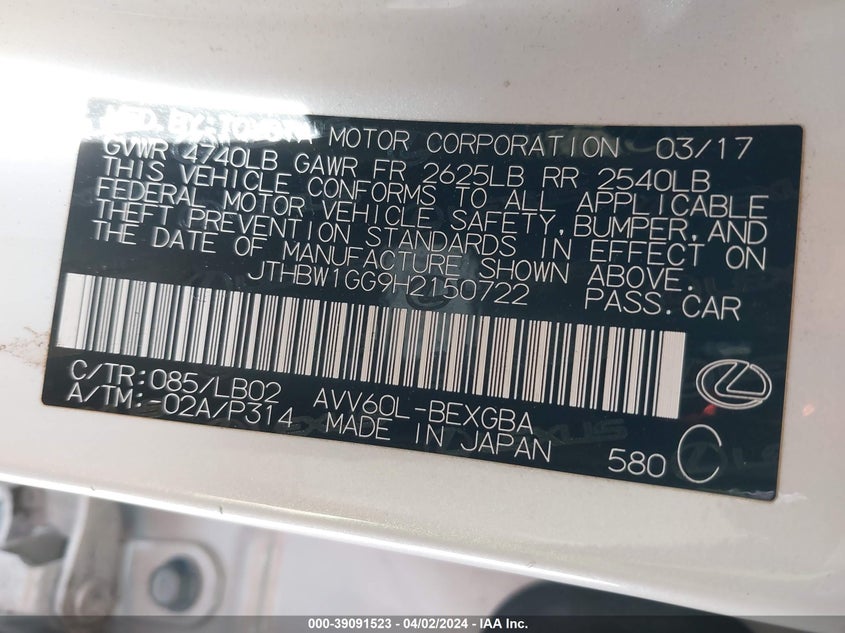 MFD. BY: TOYOTA MOTOR CORPORATION 03/17
GVWR 4740LB GAWR FR 2625LB RR 2540LB
THIS VEHICLE CONFORMS TO ALL APPLICABLE
FEDERAL MOTOR VEHICLE SAFETY, BUMPER, AND
THEFT PREVENTION STANDARDS IN EFFECT ON
THE DATE OF MANUFACTURE SHOWN ABOVE.
JTHBW1GG9H2150722 PASS.CAR
C/TR:085/LB02 AVV60L-BEXGBA
A/TM:-02A/P314 MADE IN JAPAN
580 C
000-39091523 | 04/02/2024 - IAA Inc.